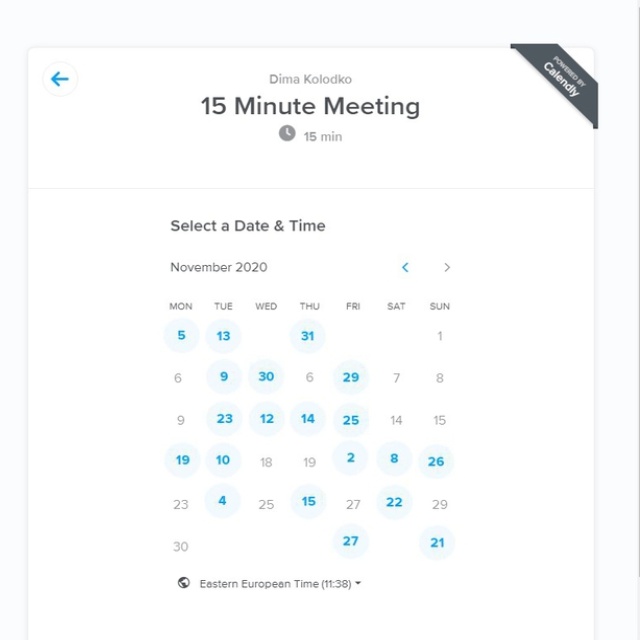 Dima Kolodko
15 Minute Meeting
15 min
POWERED BY
Calendly
Select a Date & Time
November 2020
MON TUE WED THU FRI SAT SUN
5 13 31 1
6 9 30 6 29 7 8
9 23 12 14 25 14 15
19 10 18 19 2 8 26
23 4 25 15 27 22 29
30 27 21
Eastern European Time (11:38)